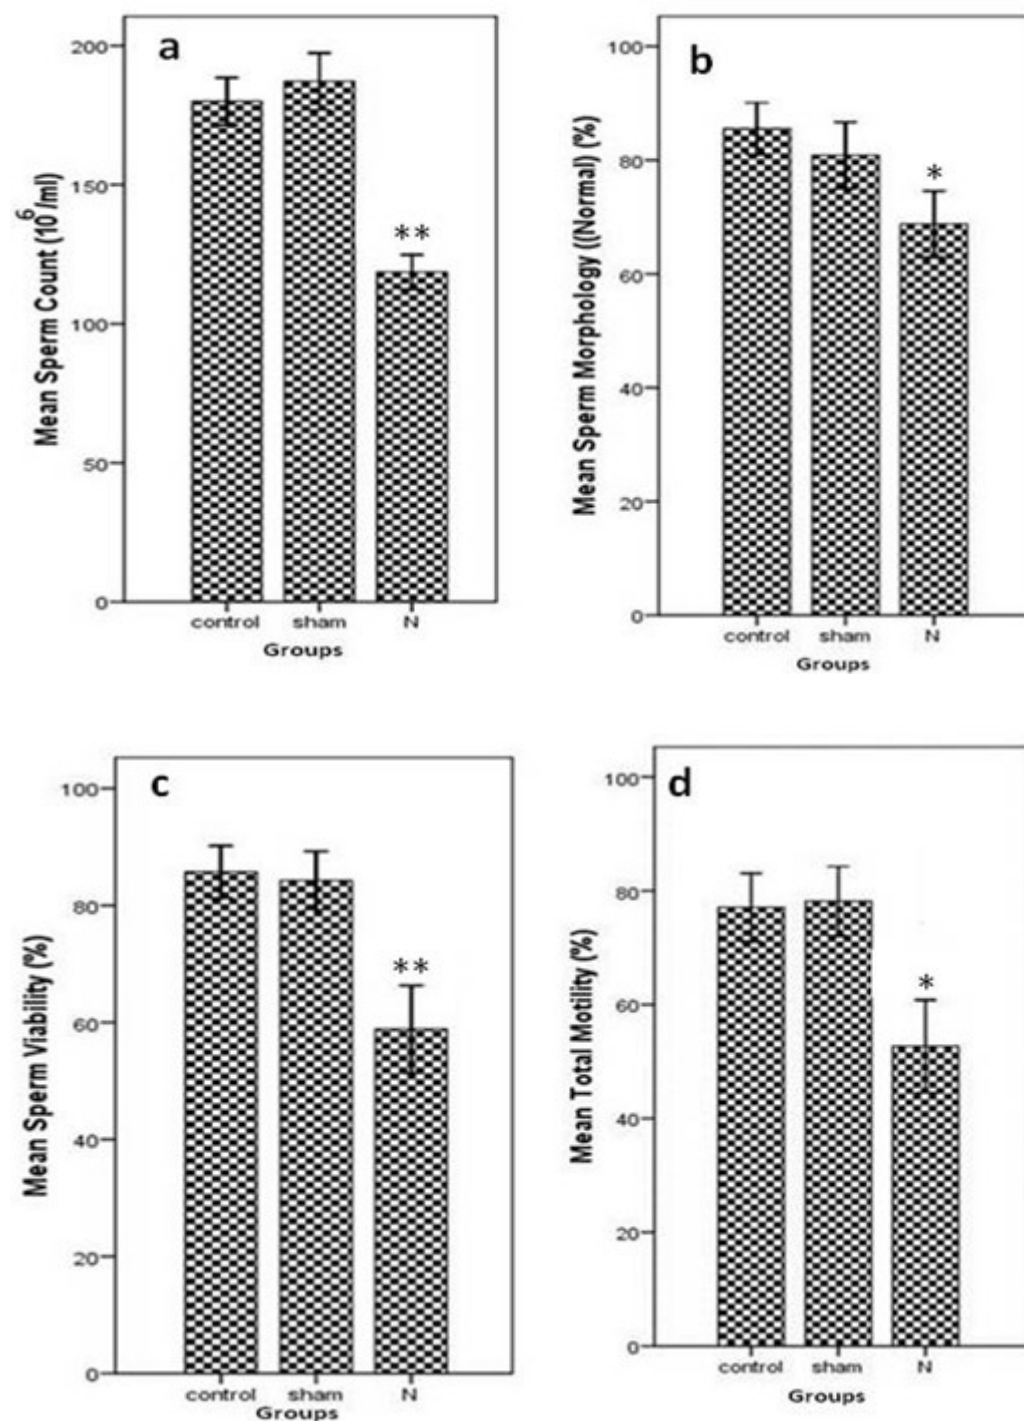 a
Mean Sperm Count (10^6/ml)
200
150
100
50
0
**
control sham N
Groups
b
Mean Sperm Morphology ((Normal) (%)
100
80
60
40
20
0
*
control sham N
Groups
c
Mean Sperm Viability (%)
100
80
60
40
20
0
**
control sham N
Groups
d
Mean Total Motility (%)
100
80
60
40
20
0
*
control sham N
Groups